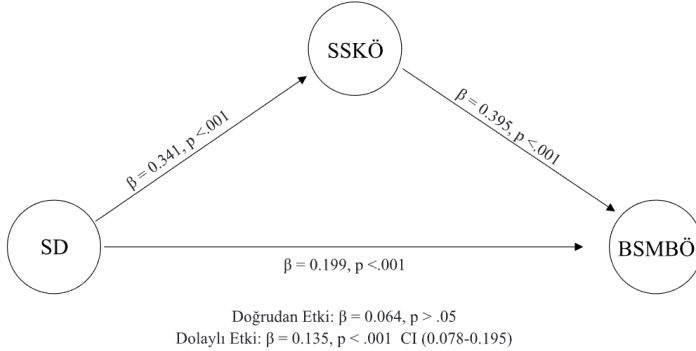 SSKÖ
β = 0.341, p <.001
β = 0.395, p <.001
SD
BSMBÖ
β = 0.199, p <.001
Doğrudan Etki: β = 0.064, p > .05
Dolaylı Etki: β = 0.135, p < .001 CI (0.078-0.195)